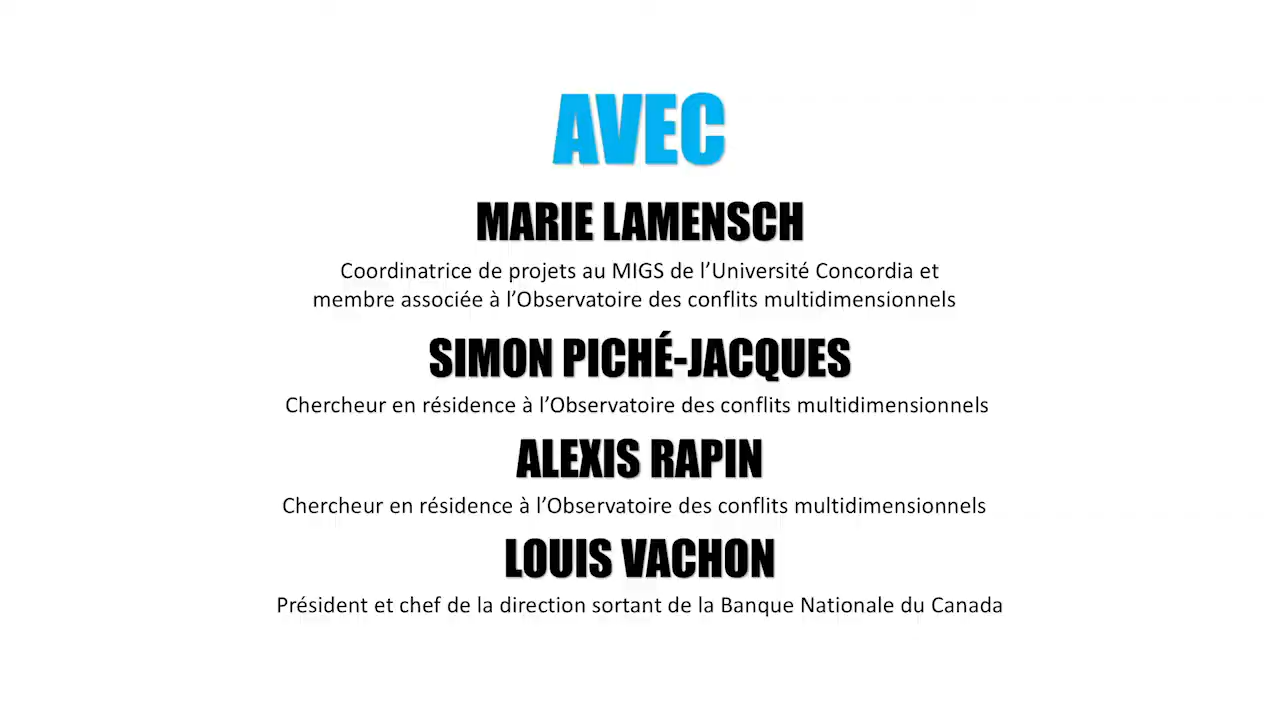 AVEC
MARIE LAMENSCH
Coordinatrice de projets au MIGS de l’Université Concordia et
membre associée à l’Observatoire des conflits multidimensionnels
SIMON PICHÉ-JACQUES
Chercheur en résidence à l’Observatoire des conflits multidimensionnels
ALEXIS RAPIN
Chercheur en résidence à l’Observatoire des conflits multidimensionnels
LOUIS VACHON
Président et chef de la direction sortant de la Banque Nationale du Canada